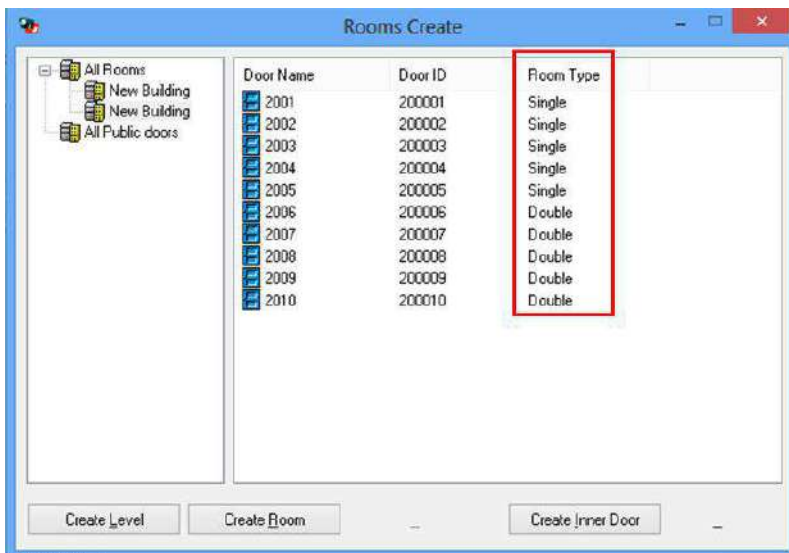 Rooms Create
All Rooms
New Building
New Building
All Public doors
Door Name Door ID Room Type
2001 200001 Single
2002 200002 Single
2003 200003 Single
2004 200004 Single
2005 200005 Single
2006 200006 Double
2007 200007 Double
2008 200008 Double
2009 200009 Double
2010 200010 Double
Create Level Create Room Create Inner Door